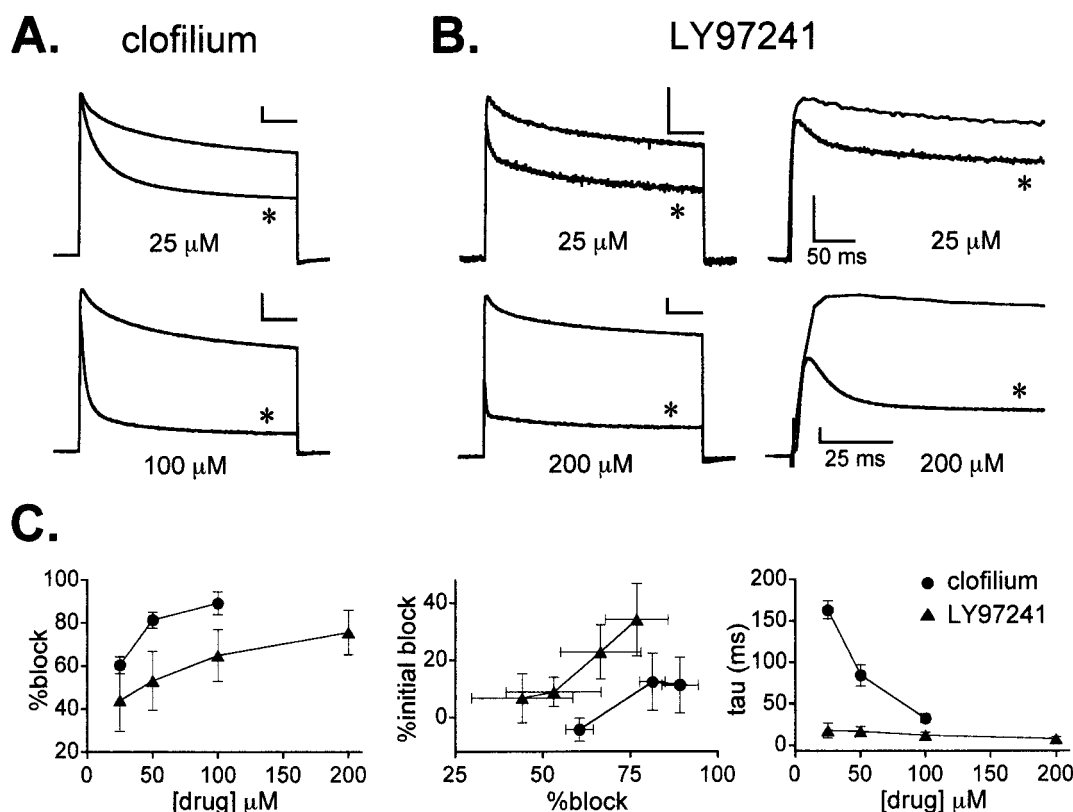 A. clofilium
B. LY97241
*
25 μM
*
25 μM
*
50 ms
25 μM
*
100 μM
*
200 μM
*
25 ms
200 μM
C.
100
80
60
40
20
%block
0 50 100 150 200
[drug] μM
40
20
0
%initial block
25 50 75 100
%block
200
150
100
50
0
tau (ms)
0 50 100 150 200
[drug] μM
clofilium
LY97241